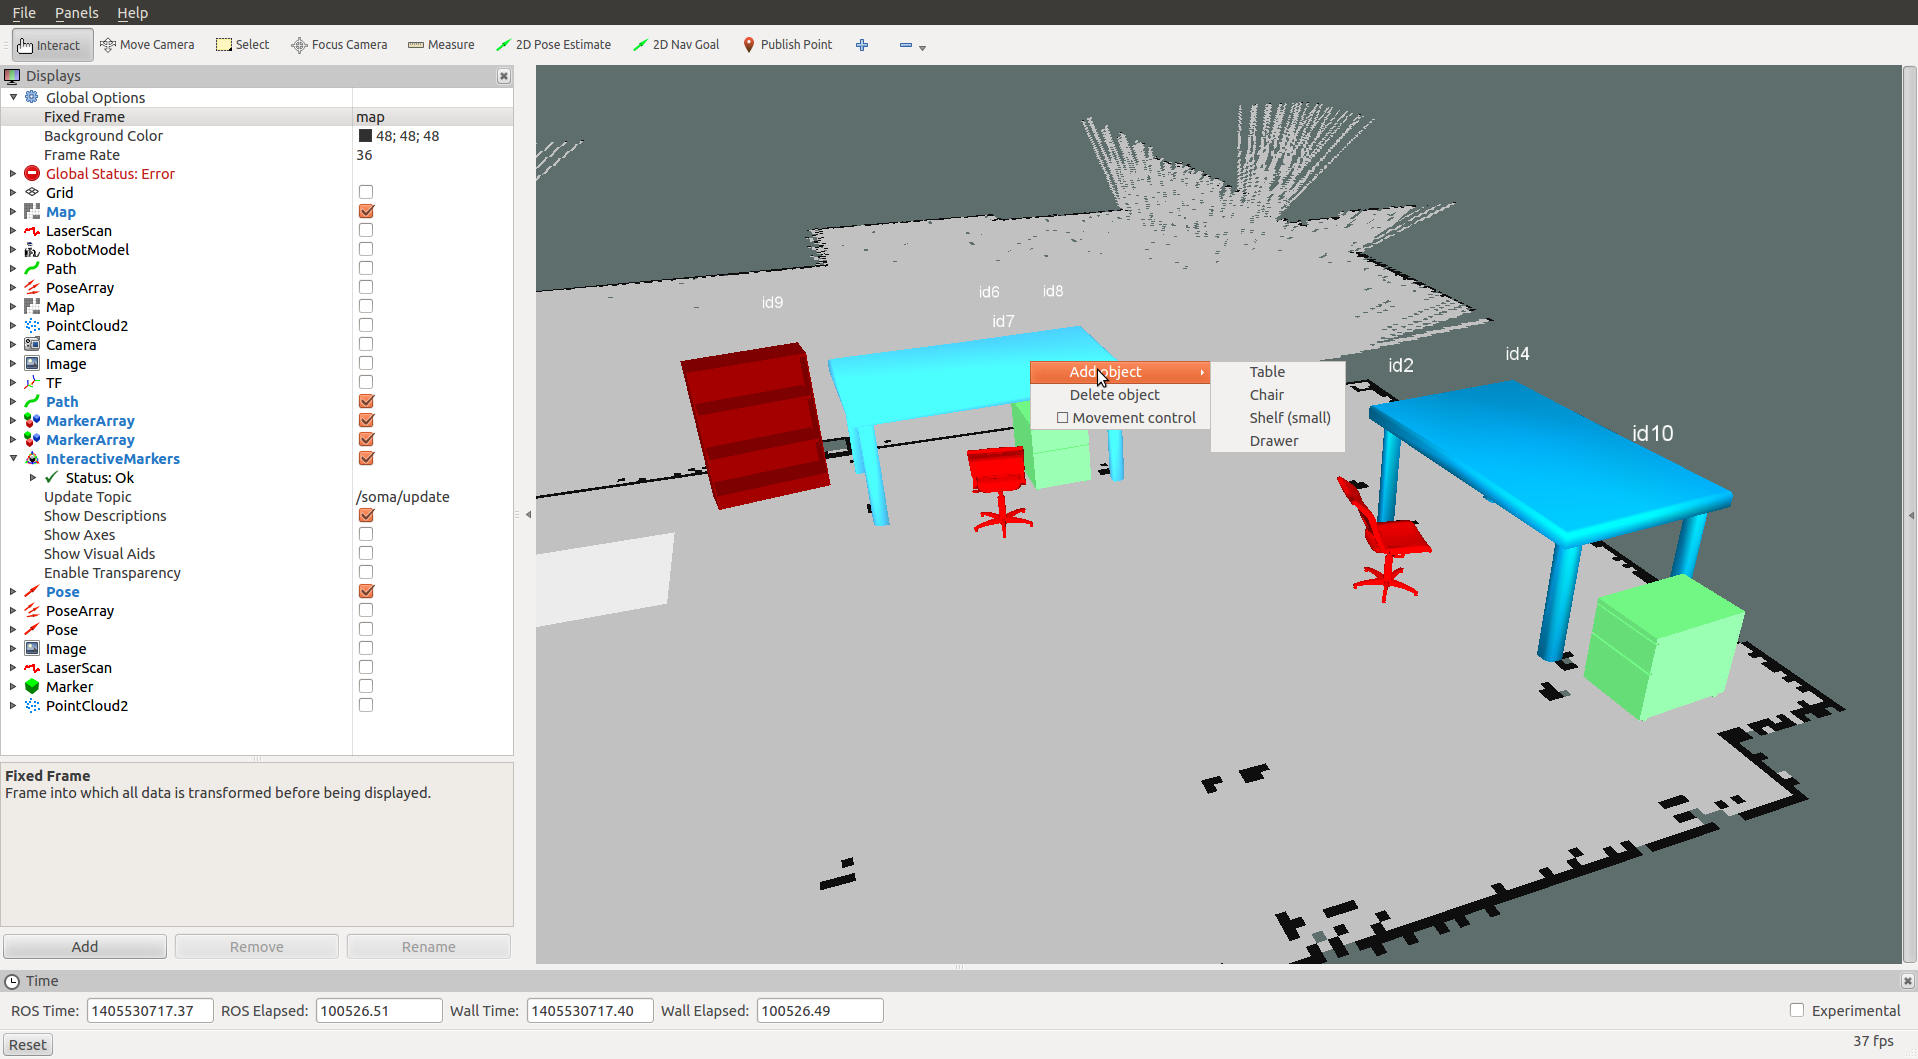 File Panels Help
Interact Move Camera Select Focus Camera Measure 2D Pose Estimate 2D Nav Goal Publish Point
Displays
Global Options
Fixed Frame map
Background Color 48; 48; 48
Frame Rate 36
Global Status: Error
Grid
Map
LaserScan
RobotModel
Path
PoseArray
Map
PointCloud2
Camera
Image
TF
Path
MarkerArray
MarkerArray
InteractiveMarkers
Status: Ok
Update Topic /soma/update
Show Descriptions
Show Axes
Show Visual Aids
Enable Transparency
Pose
PoseArray
Pose
Image
LaserScan
Marker
PointCloud2
Fixed Frame
Frame into which all data is transformed before being displayed.
Add Remove Rename
id9
id6
id8
id7
id2
id4
id10
Add object
Delete object
Movement control
Table
Chair
Shelf (small)
Drawer
Time
ROS Time: 1405530717.37 ROS Elapsed: 100526.51 Wall Time: 1405530717.40 Wall Elapsed: 100526.49 Experimental
Reset 37 fps